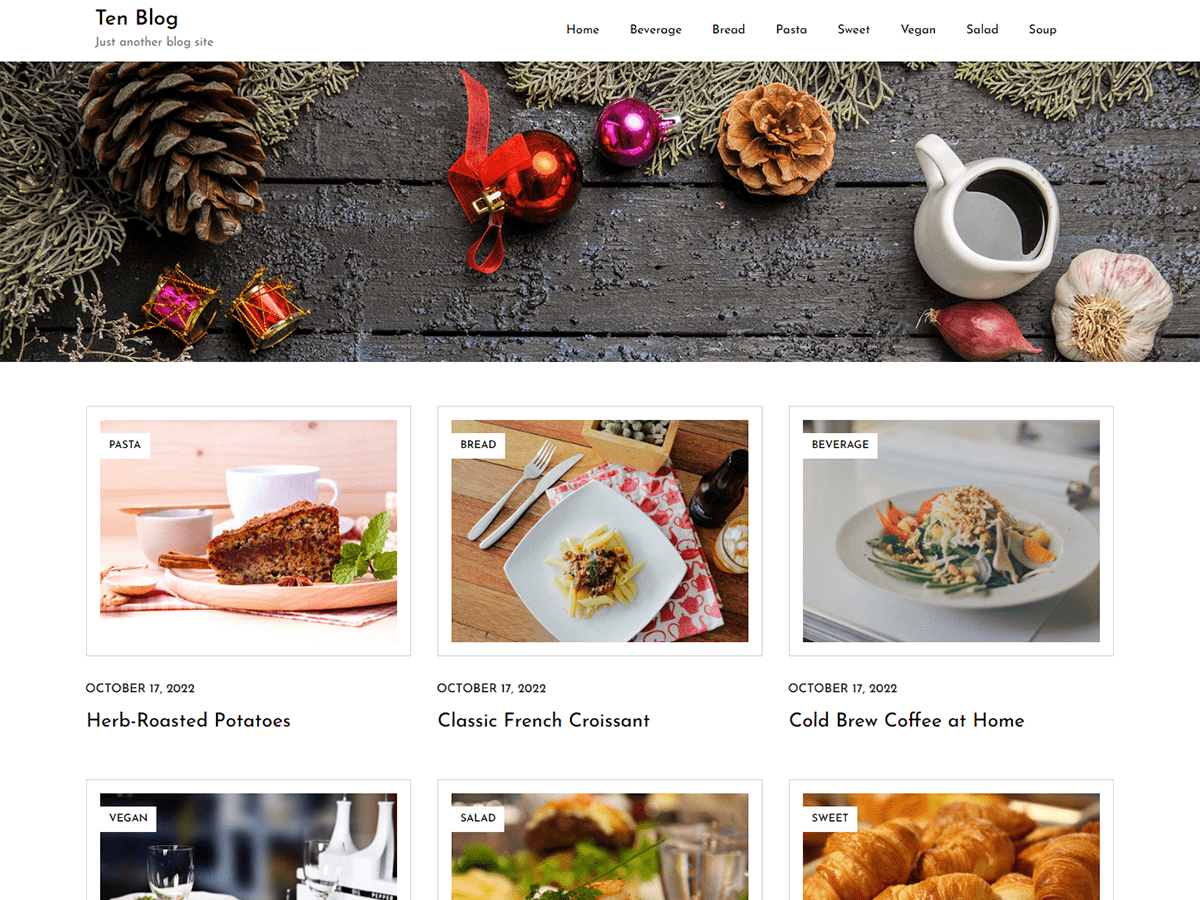 Ten Blog
Just another blog site
Home Beverage Bread Pasta Sweet Vegan Salad Soup
PASTA
BREAD
BEVERAGE
OCTOBER 17, 2022
OCTOBER 17, 2022
OCTOBER 17, 2022
Herb-Roasted Potatoes
Classic French Croissant
Cold Brew Coffee at Home
VEGAN
SALAD
SWEET
OIL
PEPPER